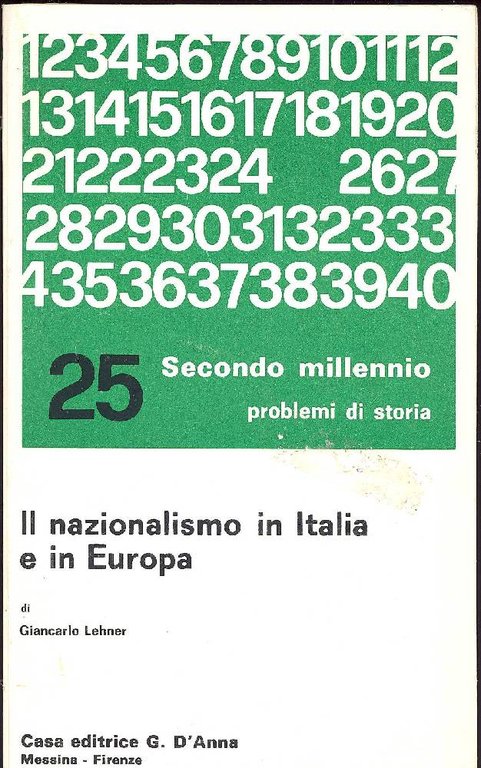 123456789101112
1314151617181920
21222324 2627
2829303132333
4353637383940
25 Secondo millennio
problemi di storia
Il nazionalismo in Italia
e in Europa
di
Giancarlo Lehner
Casa editrice G. D'Anna
Messina - Firenze